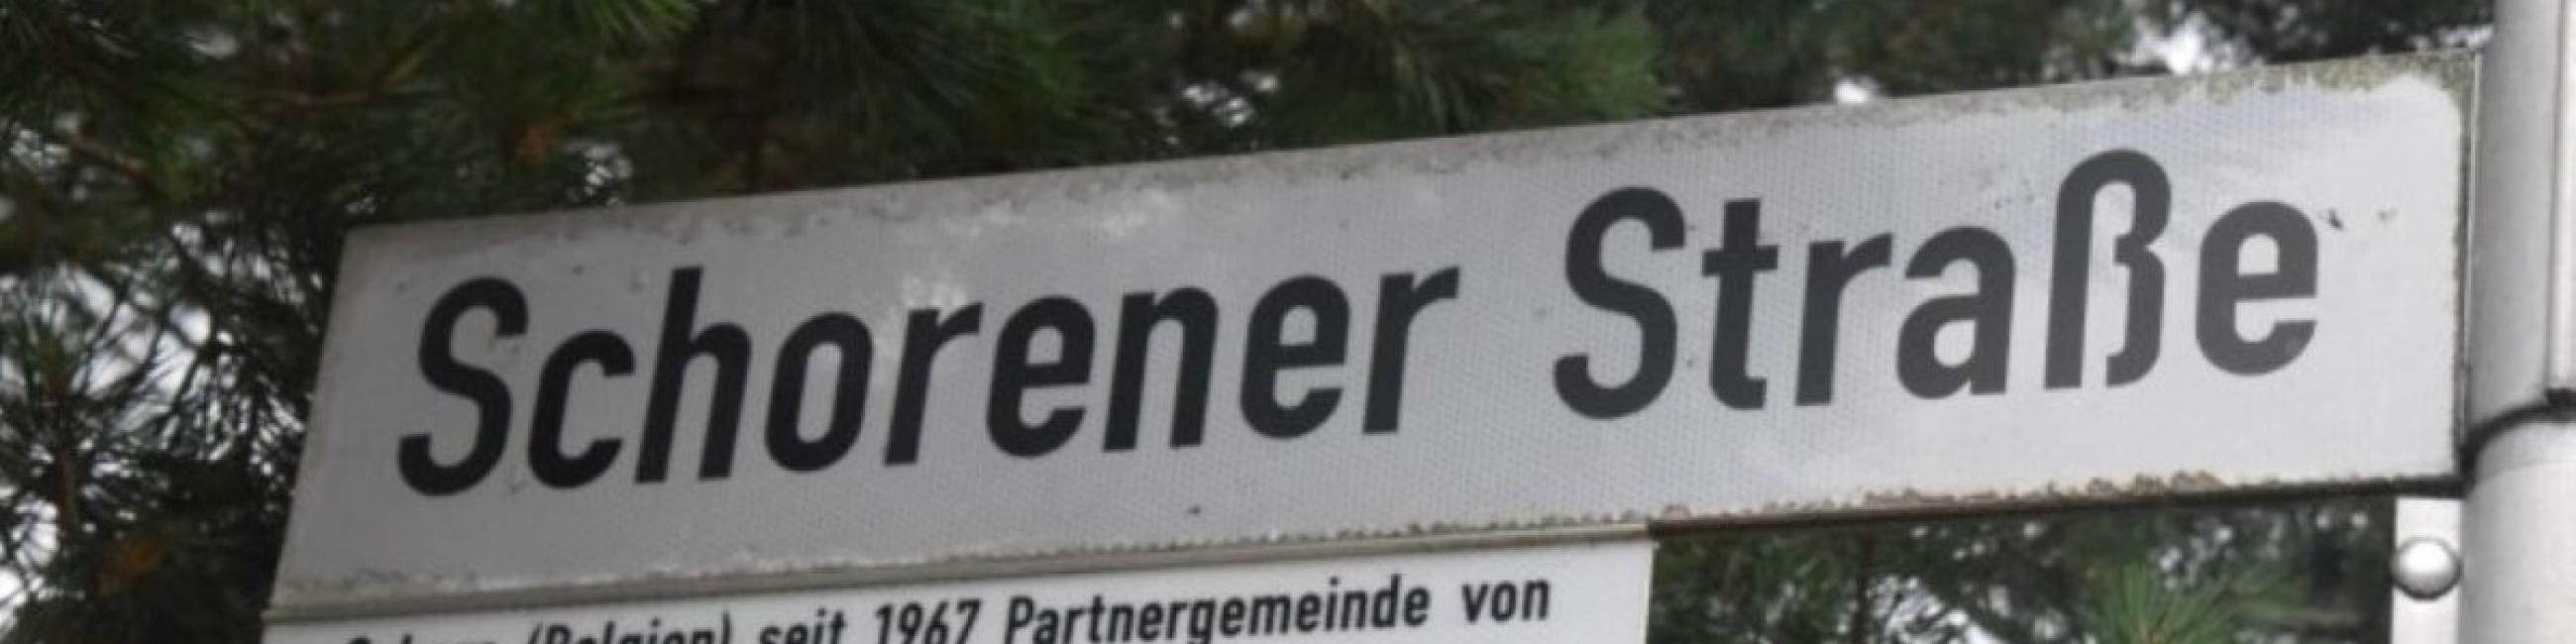 Schorener Straße
(Belgien) seit 1967 Partnergemeinde von